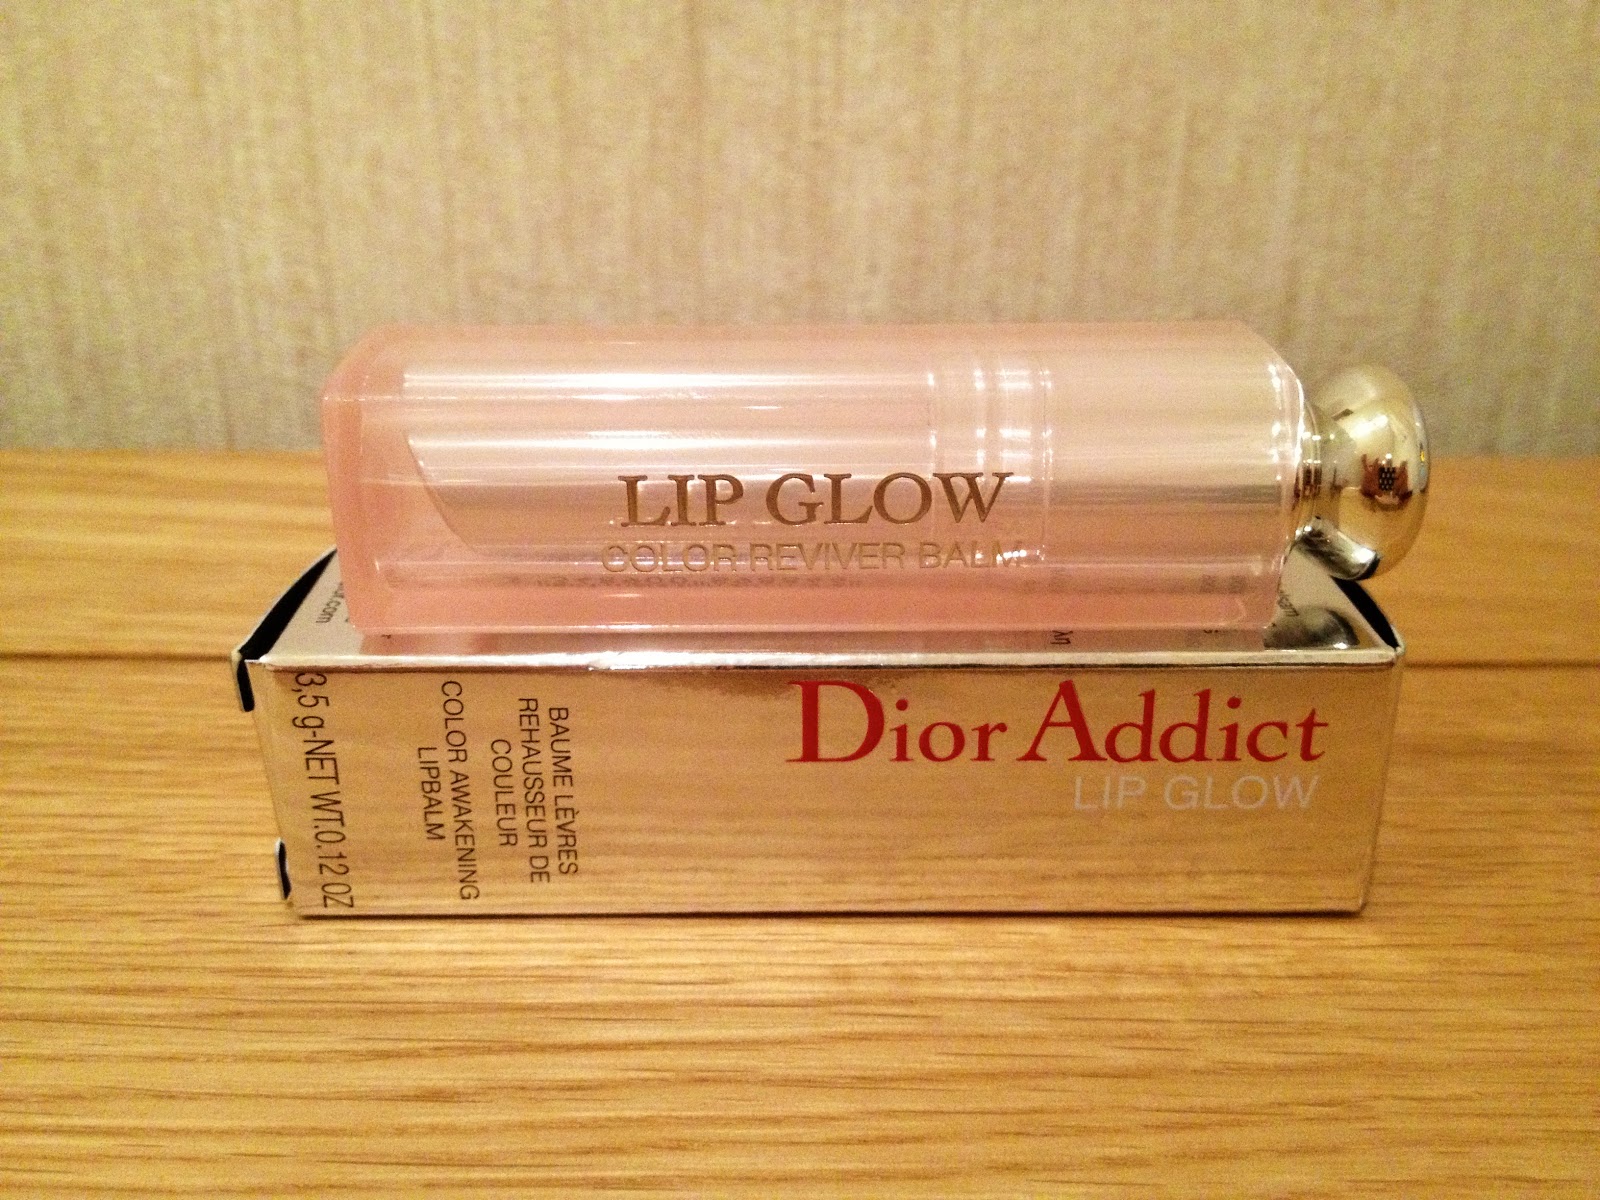 LIP GLOW
COLOR REVIVER BALM
Dior Addict
LIP GLOW
BAUME LÈVRES
REHAUSSEUR DE
COULEUR
COLOR AWAKENING
LIPBALM
3,5 g-NET WT.0.12 OZ